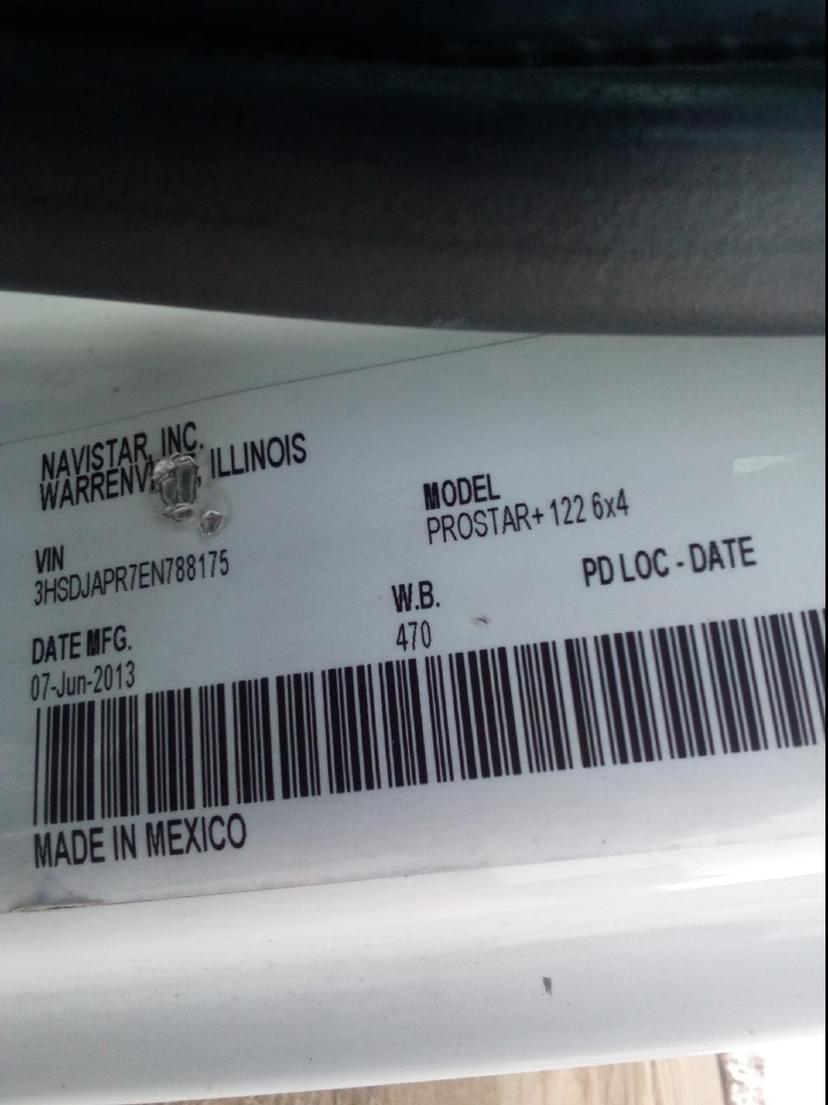 NAVISTAR, INC.
ILLINOIS
MODEL
PROSTAR+ 122 6x4
VIN
3HSDJAPR7EN788175
W.B.
470
PD LOC - DATE
DATE MFG.
07-Jun-2013
MADE IN MEXICO